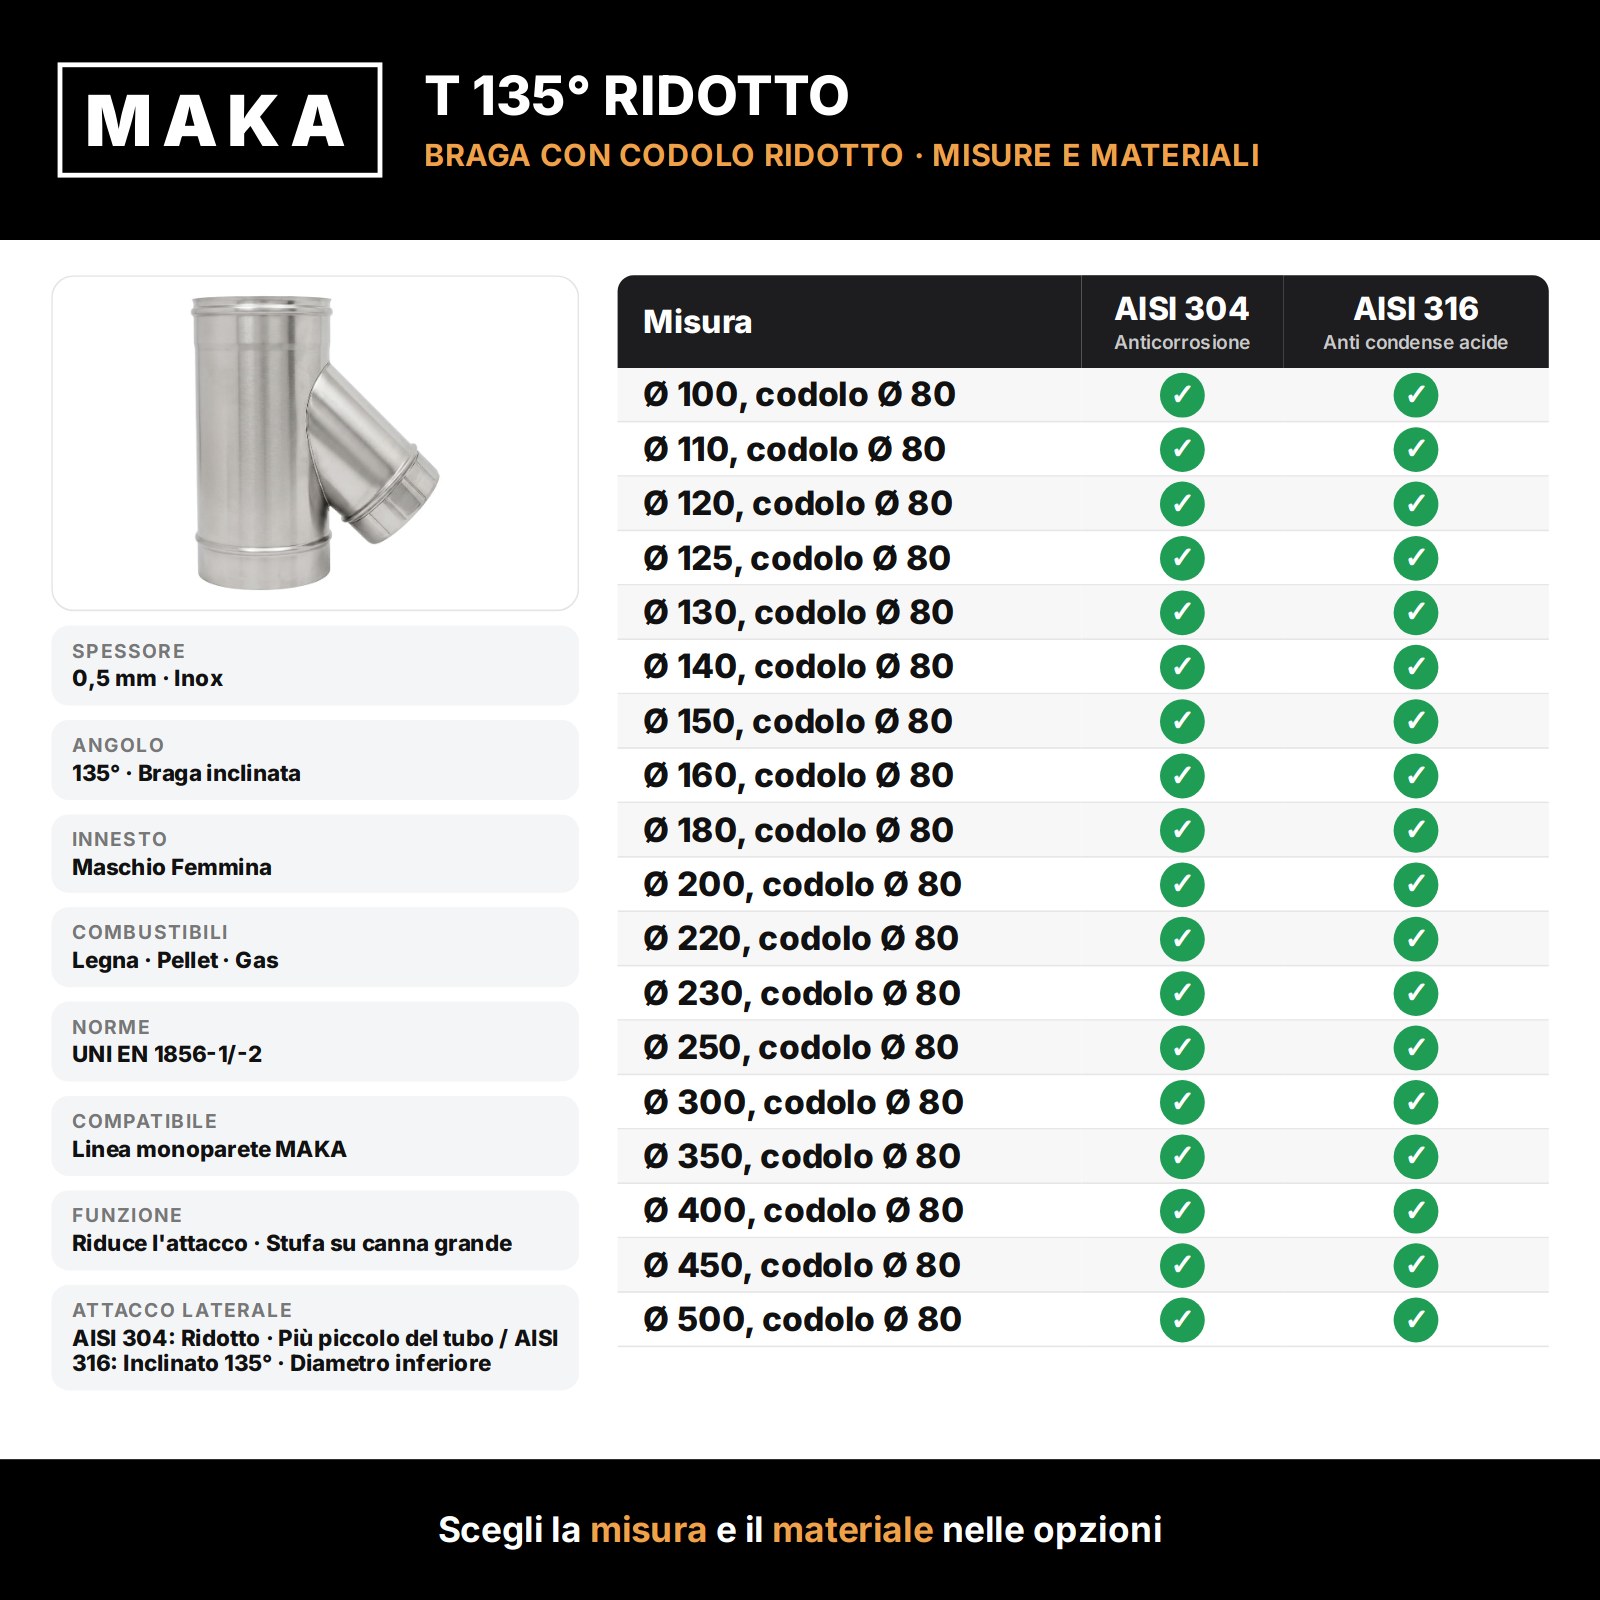 MAKA
T 135° RIDOTTO
BRAGA CON CODOLO RIDOTTO · MISURE E MATERIALI
SPESSORE
0,5 mm · Inox
ANGOLO
135° · Braga inclinata
INNESTO
Maschio Femmina
COMBUSTIBILI
Legna · Pellet · Gas
NORME
UNI EN 1856-1/-2
COMPATIBILE
Linea monoparete MAKA
FUNZIONE
Riduce l'attacco · Stufa su canna grande
ATTACCO LATERALE
AISI 304: Ridotto · Più piccolo del tubo / AISI
316: Inclinato 135° · Diametro inferiore
Misura AISI 304 AISI 316
Anticorrosione Anti condense acide
Ø 100, codolo Ø 80 ✓ ✓
Ø 110, codolo Ø 80 ✓ ✓
Ø 120, codolo Ø 80 ✓ ✓
Ø 125, codolo Ø 80 ✓ ✓
Ø 130, codolo Ø 80 ✓ ✓
Ø 140, codolo Ø 80 ✓ ✓
Ø 150, codolo Ø 80 ✓ ✓
Ø 160, codolo Ø 80 ✓ ✓
Ø 180, codolo Ø 80 ✓ ✓
Ø 200, codolo Ø 80 ✓ ✓
Ø 220, codolo Ø 80 ✓ ✓
Ø 230, codolo Ø 80 ✓ ✓
Ø 250, codolo Ø 80 ✓ ✓
Ø 300, codolo Ø 80 ✓ ✓
Ø 350, codolo Ø 80 ✓ ✓
Ø 400, codolo Ø 80 ✓ ✓
Ø 450, codolo Ø 80 ✓ ✓
Ø 500, codolo Ø 80 ✓ ✓
Scegli la misura e il materiale nelle opzioni